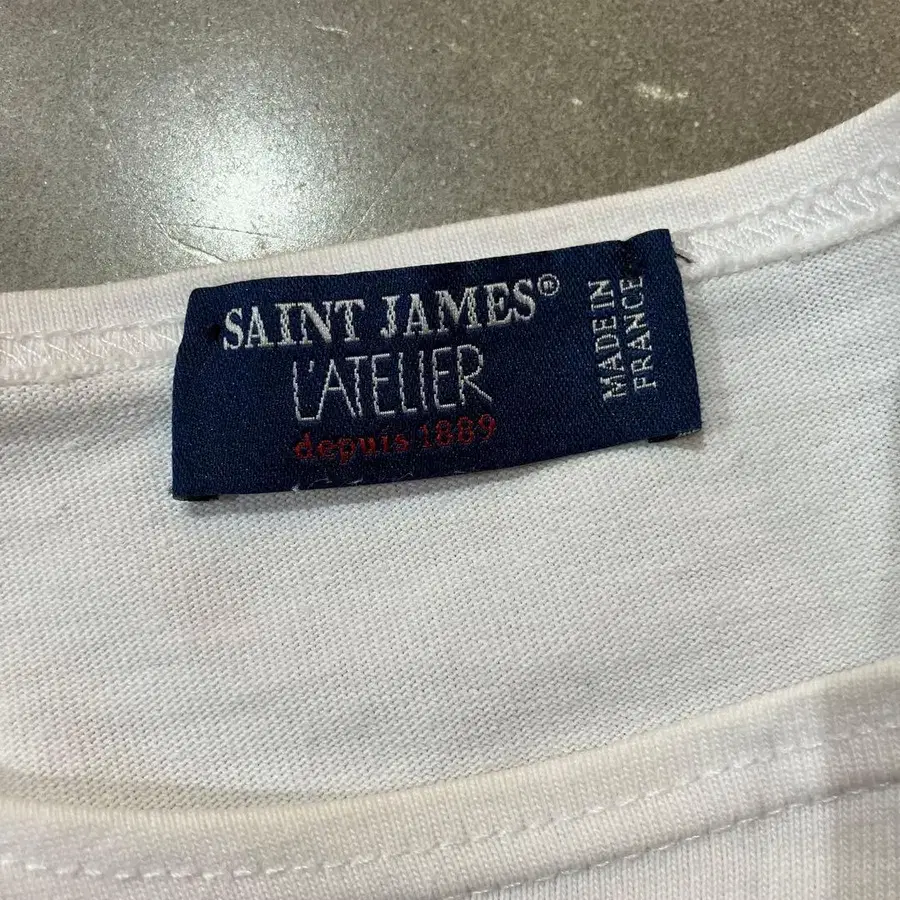 SAINT JAMES®
L'ATELIER
depuis 1889
MADE IN
FRANCE